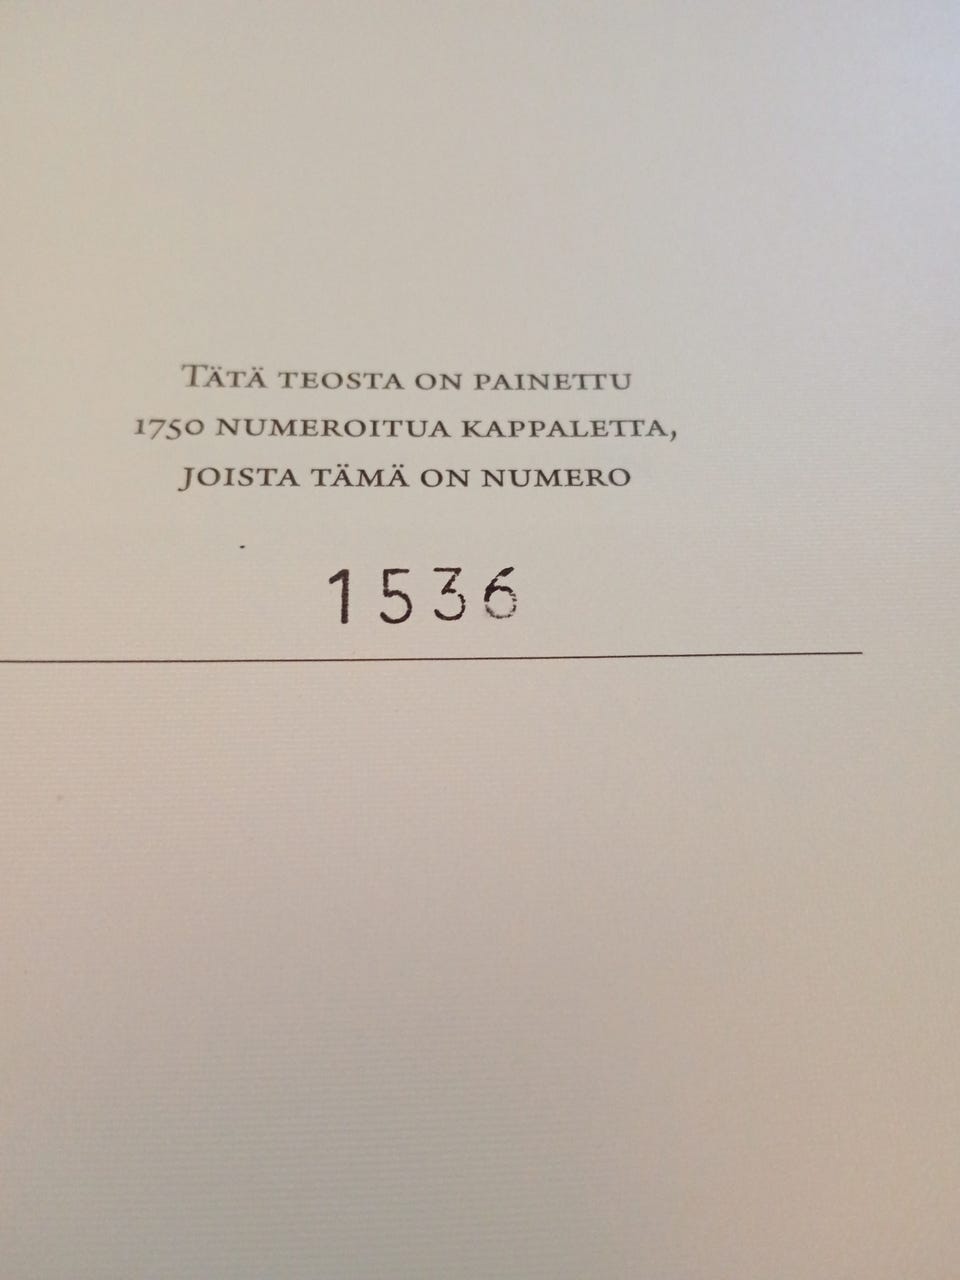 Tätä teosta on painettu
1750 numeroitua kappaletta,
joista tämä on numero
1536